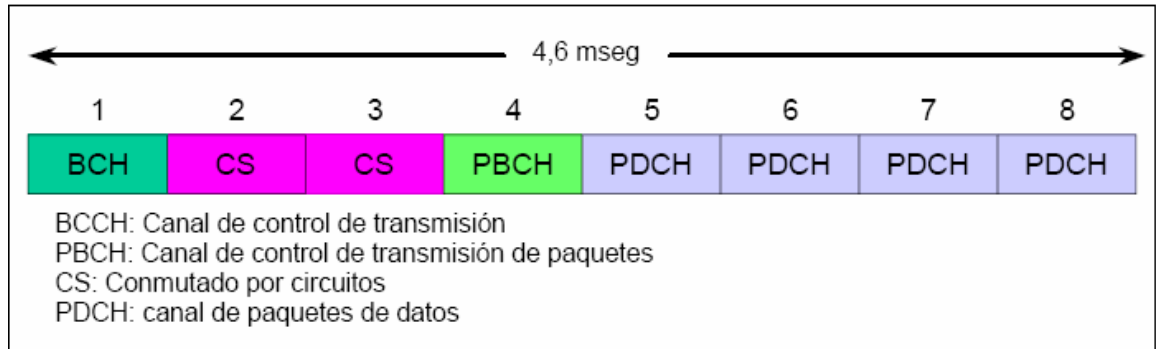 4,6 mseg
1 2 3 4 5 6 7 8
BCH CS CS PBCH PDCH PDCH PDCH PDCH
BCCH: Canal de control de transmisión
PBCH: Canal de control de transmisión de paquetes
CS: Conmutado por circuitos
PDCH: canal de paquetes de datos